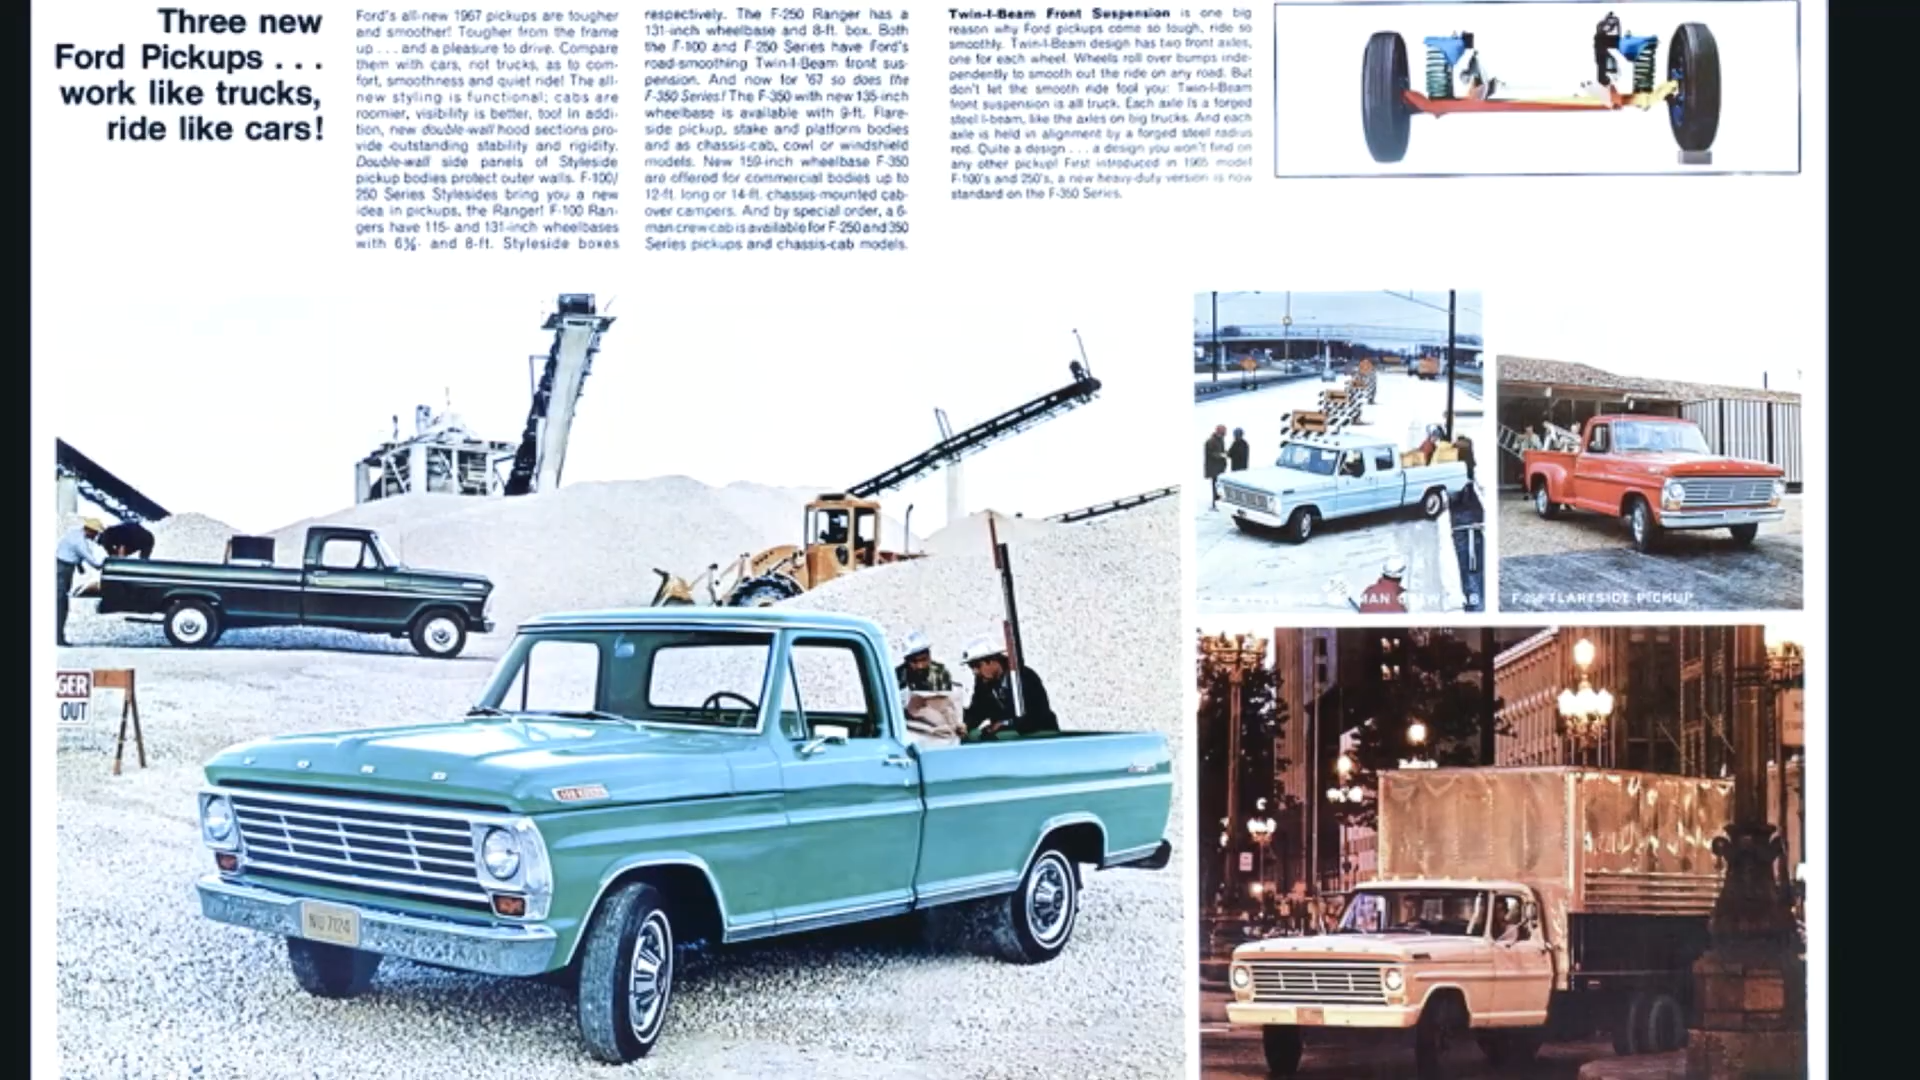 Three new
Ford Pickups . . .
work like trucks,
ride like cars!
Ford's all-new 1967 pickups are tougher
and smoother! Tougher from the frame
up . . . and a pleasure to drive. Compare
them with cars, not trucks, as to com-
fort, smoothness and quiet ride! The all-
new styling is functional; cabs are
roomier, visibility is better, too! In addi-
tion, new double-wall hood sections pro-
vide outstanding stability and rigidity.
Double-wall side panels of Styleside
pickup bodies protect outer walls. F-100/
250 Series Stylesides bring you a new
idea in pickups, the Ranger! F-100 Ran-
gers have 115- and 131-inch wheelbases
with 6½- and 8-ft. Styleside boxes
respectively. The F-250 Ranger has a
131-inch wheelbase and 8-ft. box. Both
the F-100 and F-250 Series have Ford's
road-smoothing Twin-I-Beam front sus-
pension. And now for '67 so does the
F-350 Series! The F-350 with new 135-inch
wheelbase is available with 9-ft. Flare-
side pickup, stake and platform bodies
and as chassis-cab, cowl or windshield
models. New 159-inch wheelbase F-350
are offered for commercial bodies up to
12-ft. long or 14-ft. chassis-mounted cab-
over campers. And by special order, a 6-
man crew cab is available for F-250 and 350
Series pickups and chassis-cab models.
Twin-I-Beam Front Suspension is one big
reason why Ford pickups come so tough, ride so
smoothly. Twin-I-Beam design has two front axles,
one for each wheel. Wheels roll over bumps inde-
pendently to smooth out the ride on any road. But
don't let the smooth ride fool you: Twin-I-Beam
front suspension is all truck. Each axle is a forged
steel I-beam, like the axles on big trucks. And each
axle is held in alignment by a forged steel radius
rod. Quite a design . . . a design you won't find on
any other pickup! First introduced in 1965 model
F-100's and 250's, a new heavy-duty version is now
standard on the F-350 Series.
MAN CREW CAB
FLARESIDE PICKUP
GER
OUT
F O R D
NU 7124